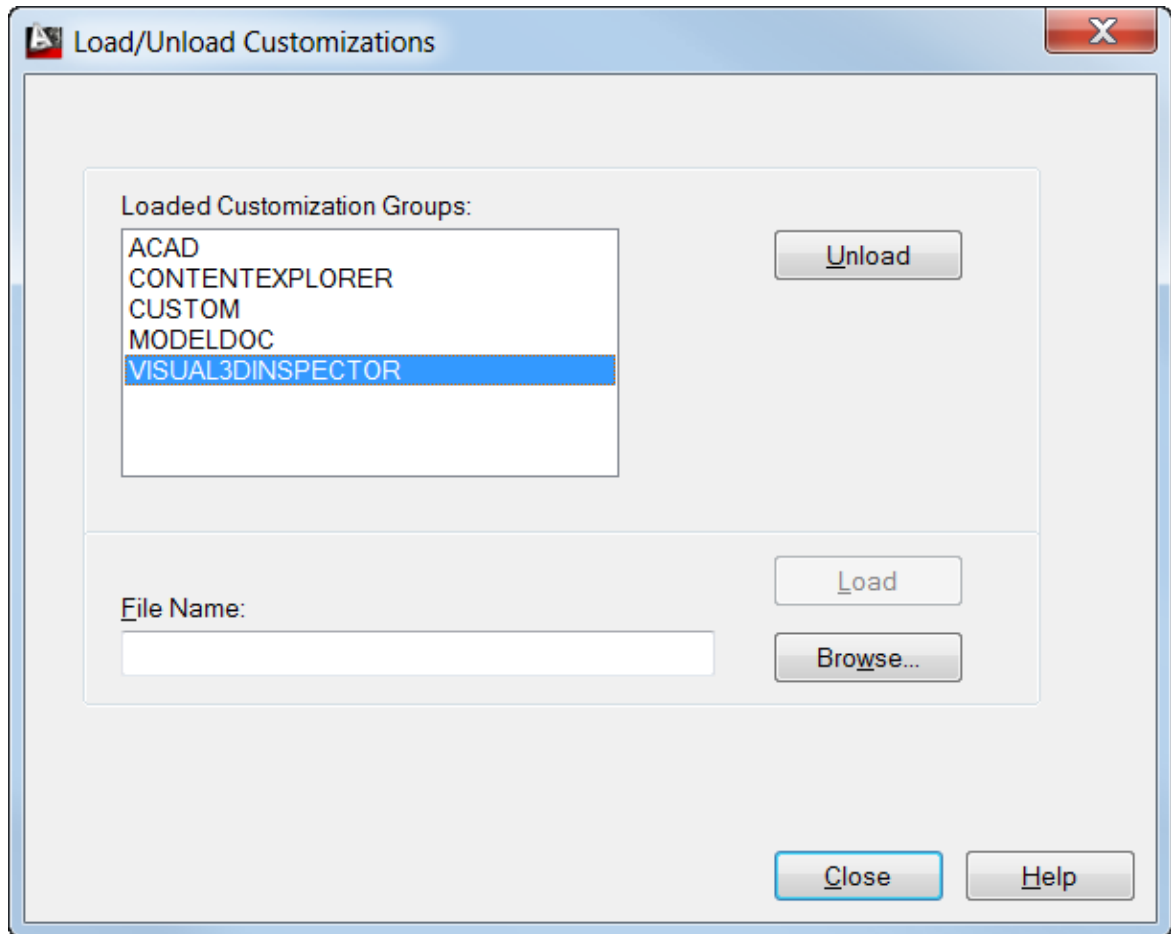 Load/Unload Customizations
Loaded Customization Groups:
ACAD
CONTENTEXPLORER
CUSTOM
MODELDOC
VISUAL3DINSPECTOR
Unload
Load
File Name:
Browse...
Close
Help